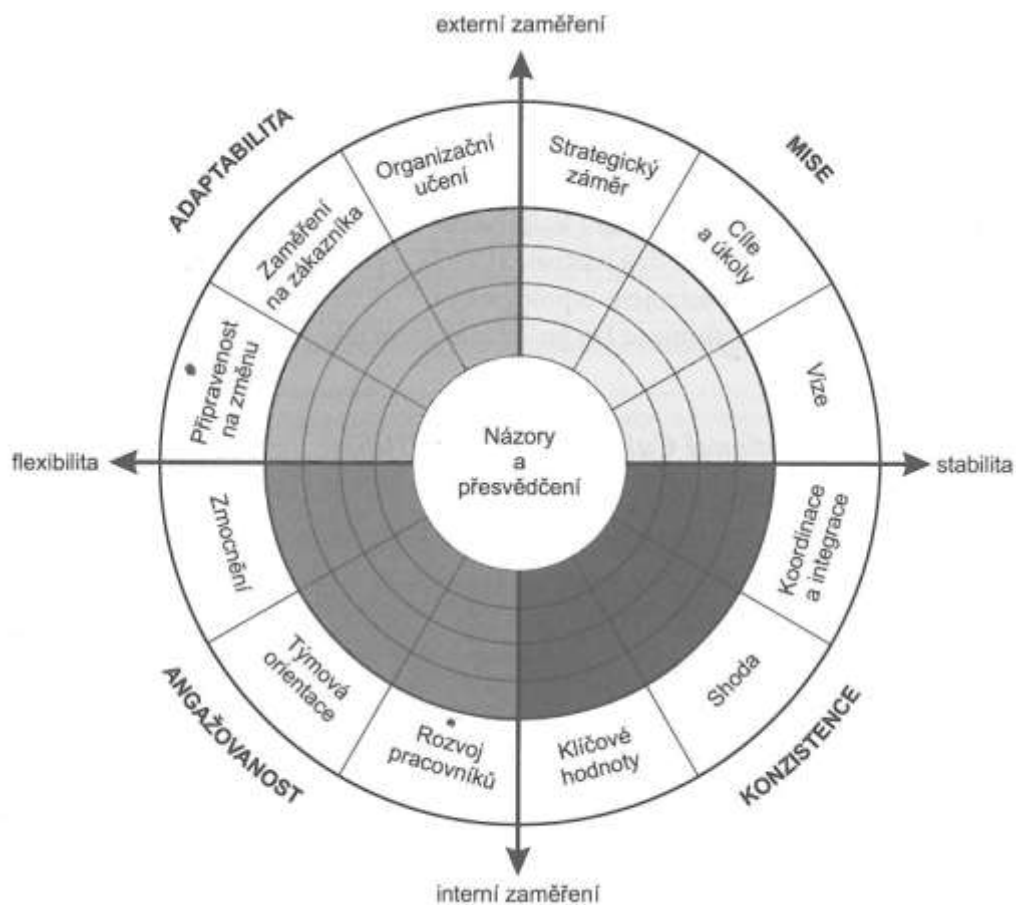 externí zaměření
ADAPTABILITA
MISE
Organizační
učení
Strategický
záměr
Zaměření
na zákazníka
Cíle
a úkoly
Připravenost
na změnu
Vize
Názory
a
přesvědčení
flexibilita
stabilita
Zmocnění
Koordinace
a integrace
Týmová
orientace
Shoda
Rozvoj
pracovníků
Klíčové
hodnoty
ANGAŽOVANOST
KONZISTENCE
interní zaměření